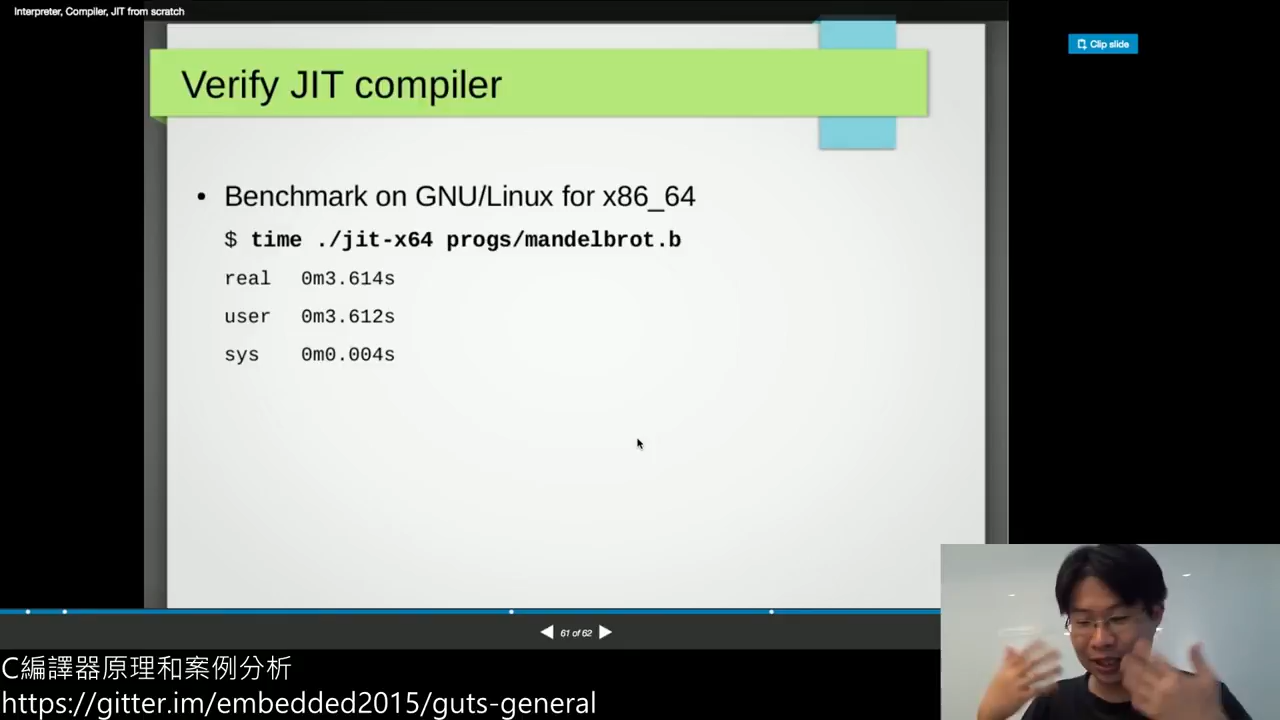 Interpreter, Compiler, JIT from scratch
Clip slide
Verify JIT compiler
• Benchmark on GNU/Linux for x86_64
$ time ./jit-x64 progs/mandelbrot.b
real 0m3.614s
user 0m3.612s
sys 0m0.004s
61 of 62
C編譯器原理和案例分析
https://gitter.im/embedded2015/guts-general